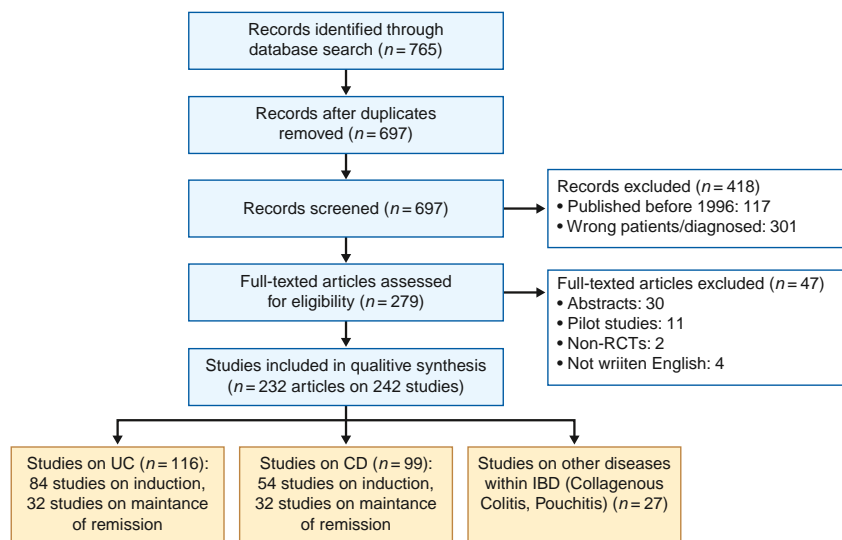 Records identified through
database search (n=765)
Records after duplicates
removed (n=697)
Records screened (n=697)
Records excluded (n=418)
• Published before 1996: 117
• Wrong patients/diagnosed: 301
Full-texted articles assessed
for eligibility (n=279)
Full-texted articles excluded (n=47)
• Abstracts: 30
• Pilot studies: 11
• Non-RCTs: 2
• Not wriiten English: 4
Studies included in qualitive synthesis
(n=232 articles on 242 studies)
Studies on UC (n=116):
84 studies on induction,
32 studies on maintance
of remission
Studies on CD (n=99):
54 studies on induction,
32 studies on maintance
of remission
Studies on other diseases
within IBD (Collagenous
Colitis, Pouchitis) (n=27)